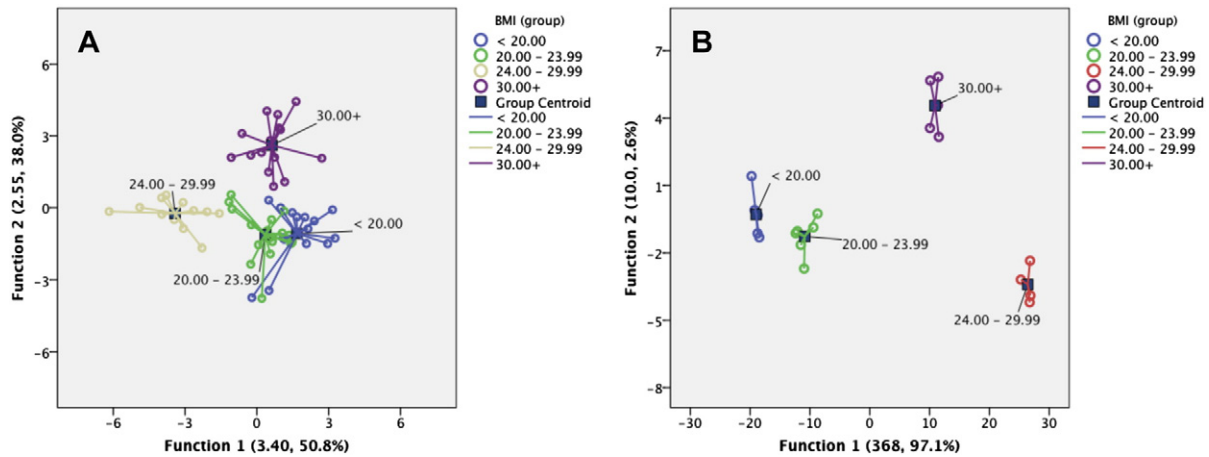 A
BMI (group)
< 20.00
20.00 – 23.99
24.00 – 29.99
30.00+
Group Centroid
< 20.00
20.00 – 23.99
24.00 – 29.99
30.00+
6
3
0
-3
-6
Function 2 (2.55, 38.0%)
30.00+
24.00 – 29.99
< 20.00
20.00 – 23.99
-6
-3
0
3
6
Function 1 (3.40, 50.8%)
B
BMI (group)
< 20.00
20.00 – 23.99
24.00 – 29.99
30.00+
Group Centroid
< 20.00
20.00 – 23.99
24.00 – 29.99
30.00+
7
4
1
-2
-5
-8
Function 2 (10.0, 2.6%)
30.00+
< 20.00
20.00 – 23.99
24.00 – 29.99
-30
-20
-10
0
10
20
30
Function 1 (368, 97.1%)